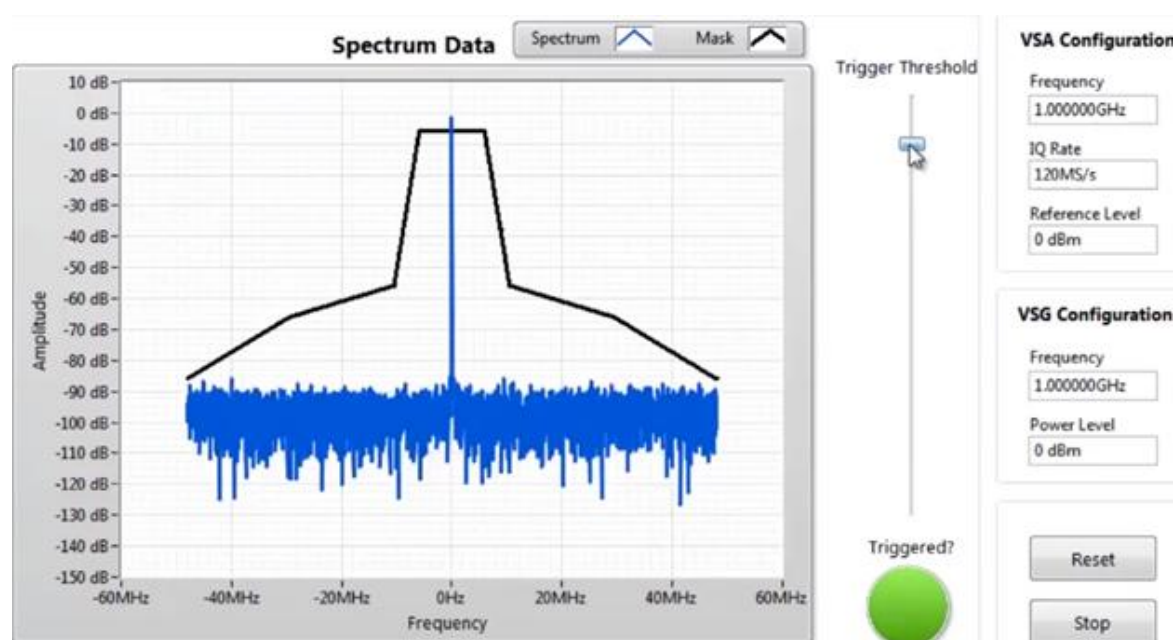 Spectrum Data
Spectrum
Mask
10 dB
0 dB
-10 dB
-20 dB
-30 dB
-40 dB
-50 dB
-60 dB
-70 dB
-80 dB
-90 dB
-100 dB
-110 dB
-120 dB
-130 dB
-140 dB
-150 dB
Amplitude
-60MHz -40MHz -20MHz 0Hz 20MHz 40MHz 60MHz
Frequency
Trigger Threshold
Triggered?
VSA Configuration
Frequency
1.000000GHz
IQ Rate
120MS/s
Reference Level
0 dBm
VSG Configuration
Frequency
1.000000GHz
Power Level
0 dBm
Reset
Stop